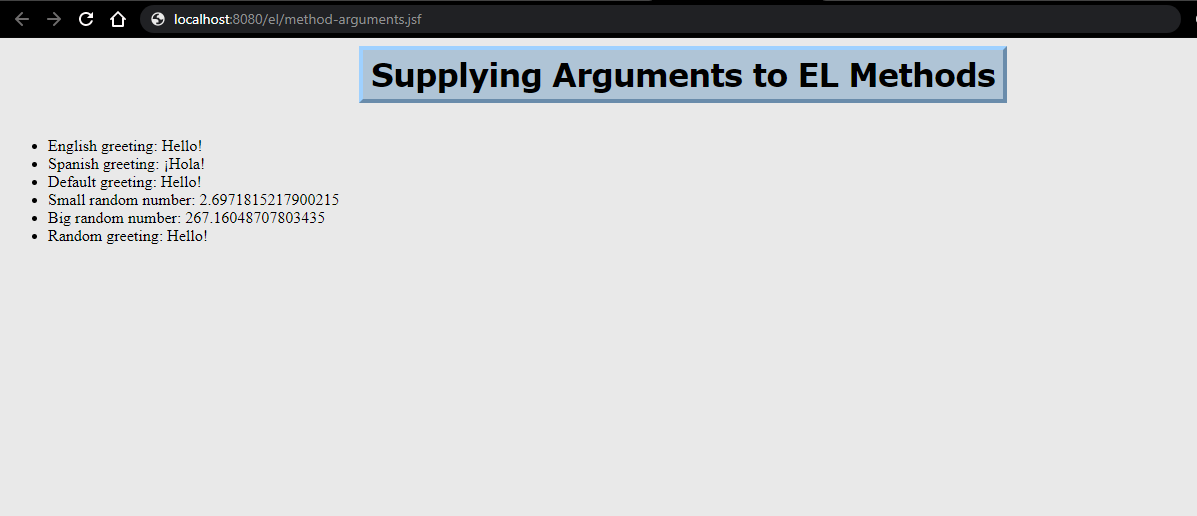 localhost:8080/el/method-arguments.jsf
Supplying Arguments to EL Methods
English greeting: Hello!
Spanish greeting: ¡Hola!
Default greeting: Hello!
Small random number: 2.6971815217900215
Big random number: 267.16048707803435
Random greeting: Hello!